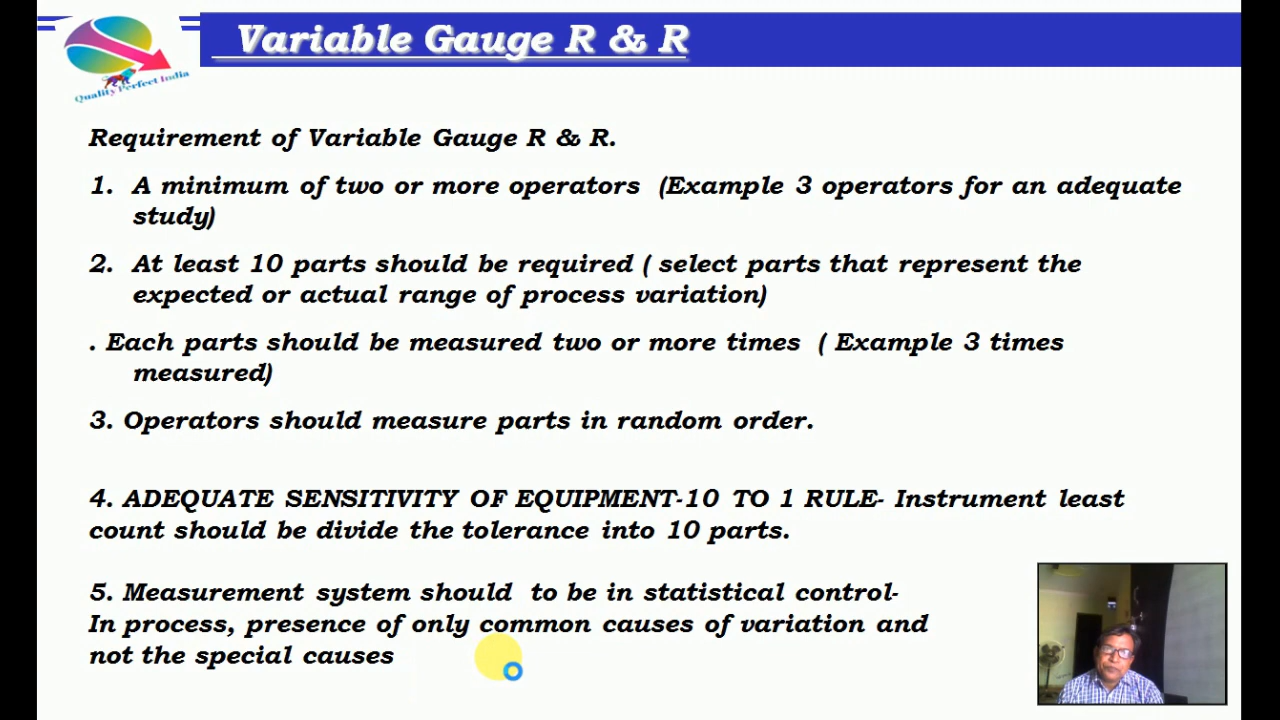 Variable Gauge R & R
Quality Perfect India
Requirement of Variable Gauge R & R.
1. A minimum of two or more operators (Example 3 operators for an adequate
study)
2. At least 10 parts should be required ( select parts that represent the
expected or actual range of process variation)
. Each parts should be measured two or more times ( Example 3 times
measured)
3. Operators should measure parts in random order.
4. ADEQUATE SENSITIVITY OF EQUIPMENT-10 TO 1 RULE- Instrument least
count should be divide the tolerance into 10 parts.
5. Measurement system should to be in statistical control-
In process, presence of only common causes of variation and
not the special causes